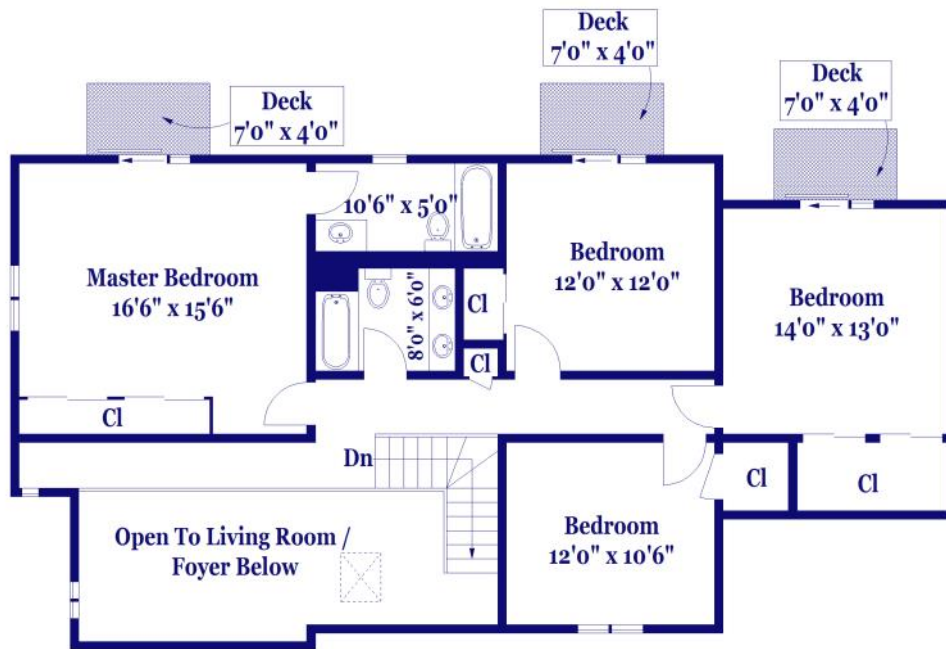 Deck
7'0" x 4'0"
Deck
7'0" x 4'0"
Deck
7'0" x 4'0"
10'6" x 5'0"
Master Bedroom
16'6" x 15'6"
Bedroom
12'0" x 12'0"
Bedroom
14'0" x 13'0"
8'0" x 6'0"
Cl
Cl
Cl
Dn
Cl
Cl
Bedroom
12'0" x 10'6"
Open To Living Room /
Foyer Below